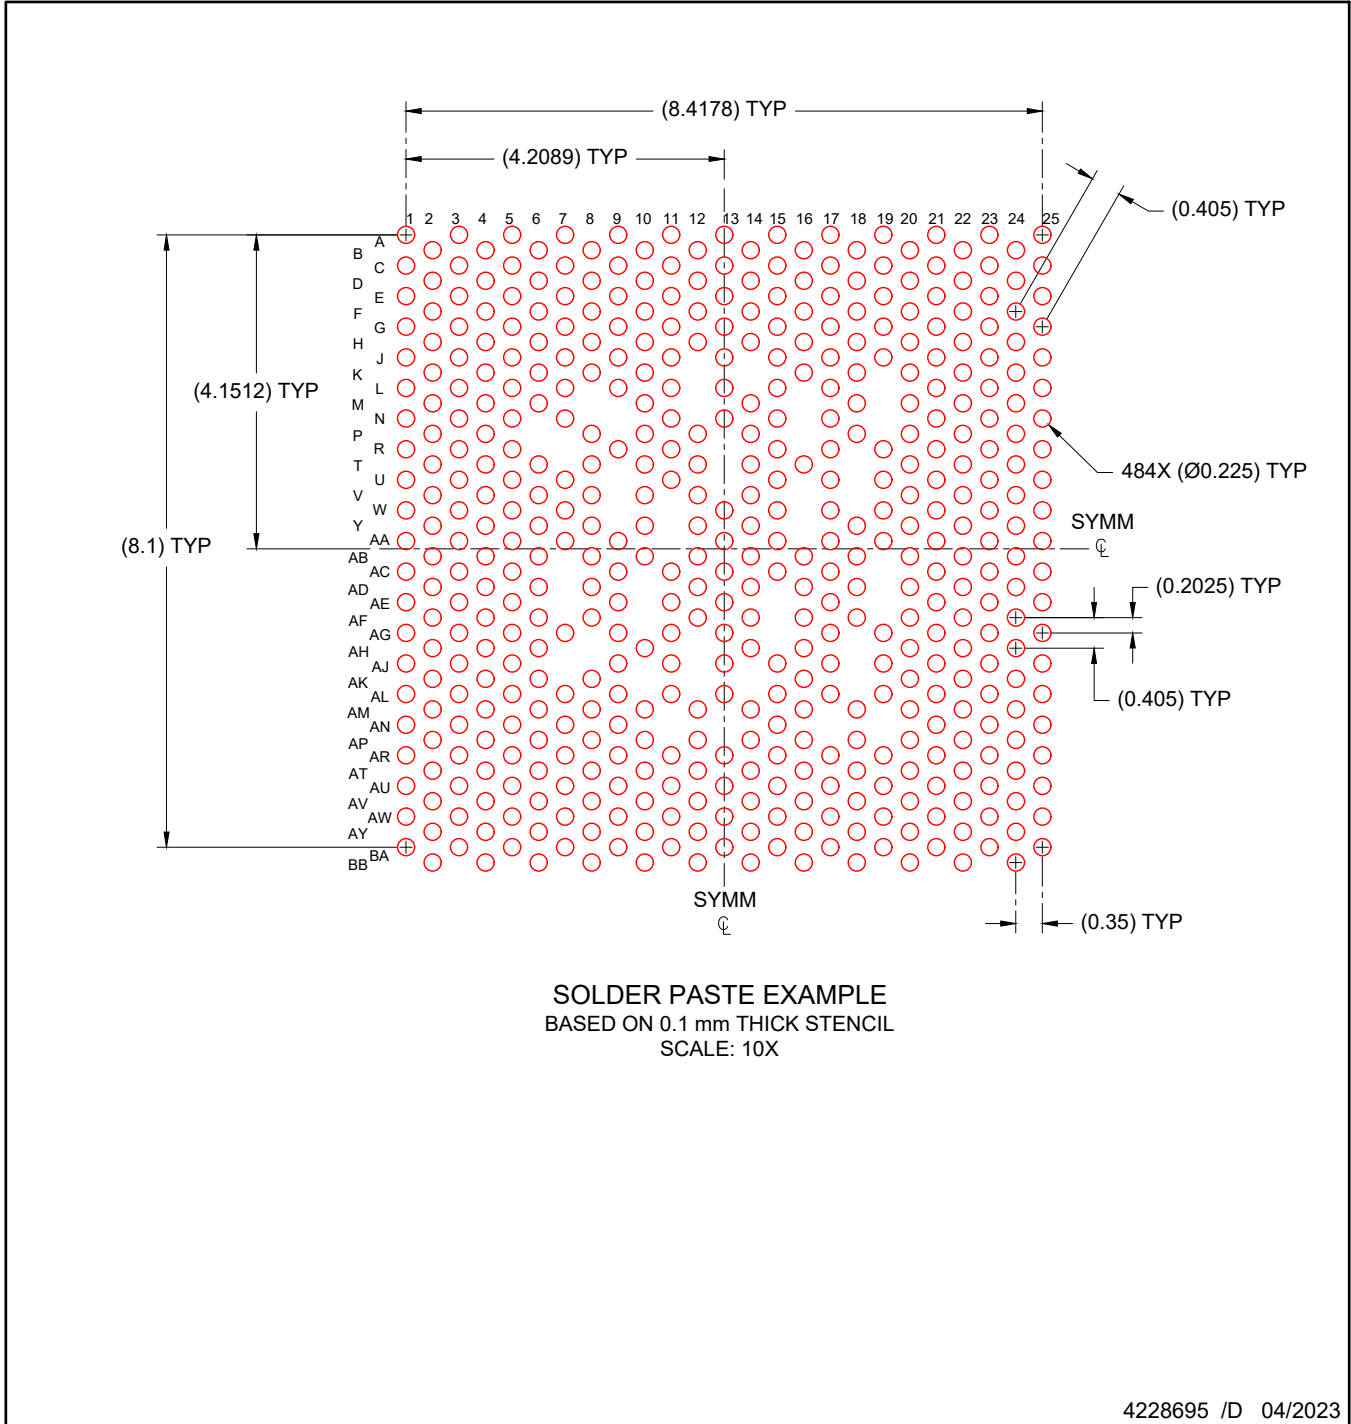 (8.4178) TYP
(4.2089) TYP
(0.405) TYP
1 2 3 4 5 6 7 8 9 10 11 12 13 14 15 16 17 18 19 20 21 22 23 24 25
A
B
C
D
E
F
G
H
J
K
(4.1512) TYP
L
M
N
P
R
T
484X (Ø0.225) TYP
U
V
W
Y
SYMM
AA
(8.1) TYP
AB
AC
AD
(0.2025) TYP
AE
AF
AG
AH
AJ
AK
AL
(0.405) TYP
AM
AN
AP
AR
AT
AU
AV
AW
AY
BA
BB
SYMM
(0.35) TYP
SOLDER PASTE EXAMPLE
BASED ON 0.1 mm THICK STENCIL
SCALE: 10X
4228695 /D 04/2023